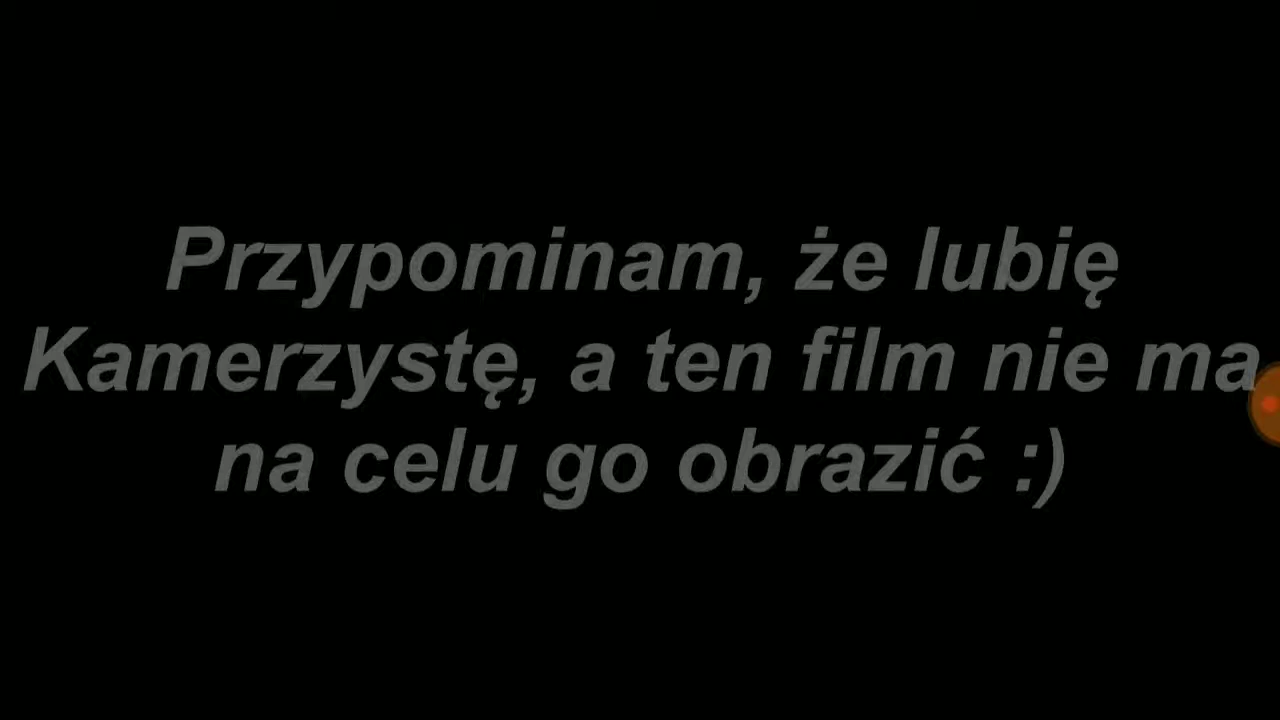 Przypominam, że lubię
Kamerzystę, a ten film nie ma
na celu go obrazić :)